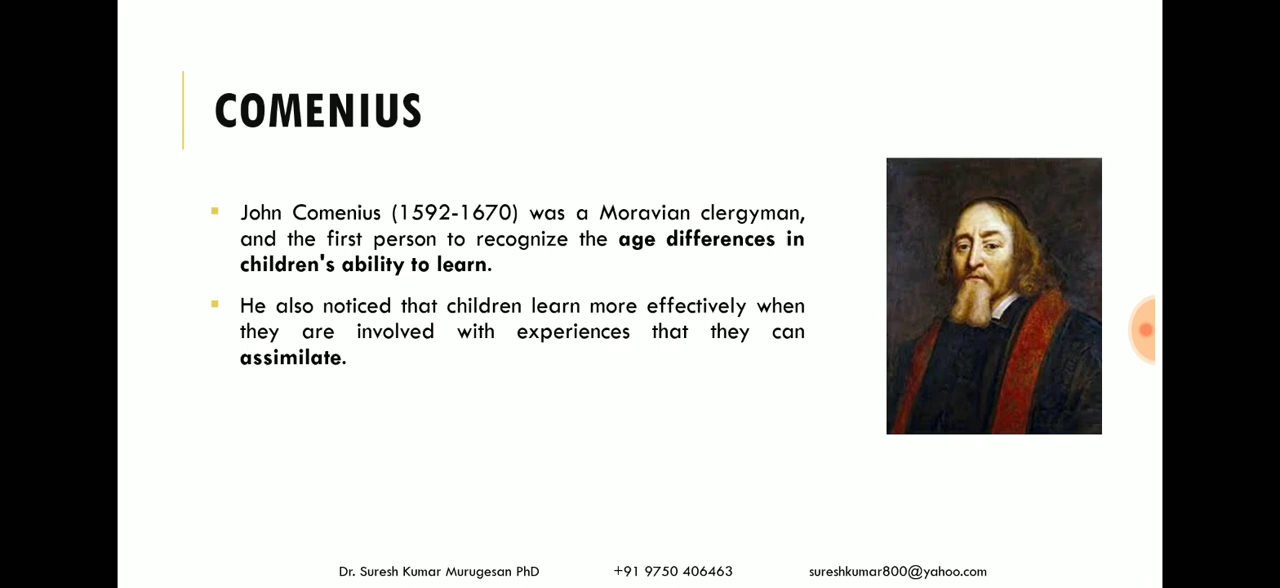 COMENIUS
▪ John Comenius (1592-1670) was a Moravian clergyman,
and the first person to recognize the age differences in
children's ability to learn.
▪ He also noticed that children learn more effectively when
they are involved with experiences that they can
assimilate.
Dr. Suresh Kumar Murugesan PhD +91 9750 406463 sureshkumar800@yahoo.com